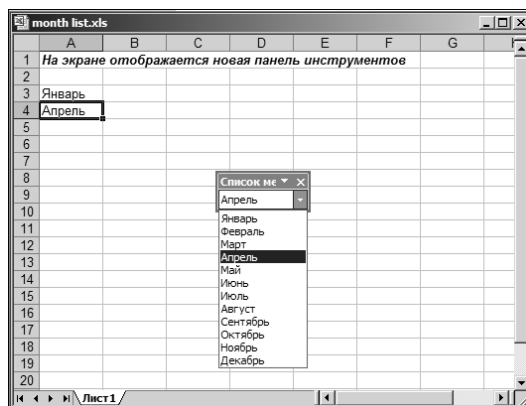 month list.xls
A B C D E F G
1 На экране отображается новая панель инструментов
2
3 Январь
4 Апрель
5
6
7
8
9
10
11
12
13
14
15
16
17
18
19
20
Список ме
Апрель
Январь
Февраль
Март
Апрель
Май
Июнь
Июль
Август
Сентябрь
Октябрь
Ноябрь
Декабрь
Лист1